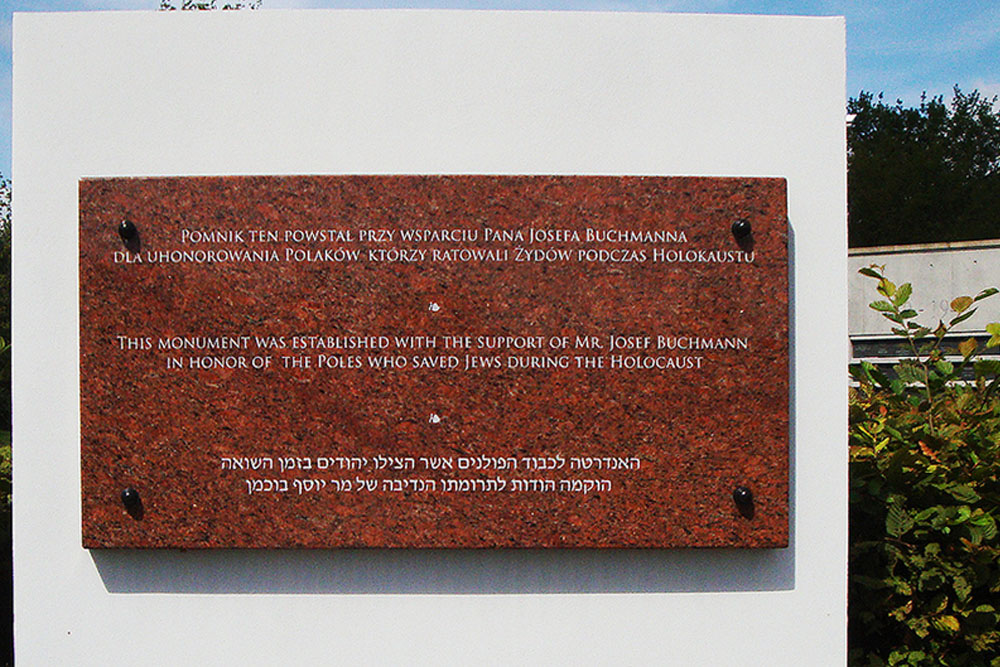 POMNIK TEN POWSTAŁ PRZY WSPARCIU PANA JOSEFA BUCHMANNA
DLA UHONOROWANIA POLAKÓW KTÓRZY RATOWALI ŻYDÓW PODCZAS HOLOKAUSTU
THIS MONUMENT WAS ESTABLISHED WITH THE SUPPORT OF MR. JOSEF BUCHMANN
IN HONOR OF THE POLES WHO SAVED JEWS DURING THE HOLOCAUST
האנדרטה לכבוד הפולנים אשר הצילו יהודים בזמן השואה
הוקמה הודות לתרומתו הנדיבה של מר יוסף בוכמן